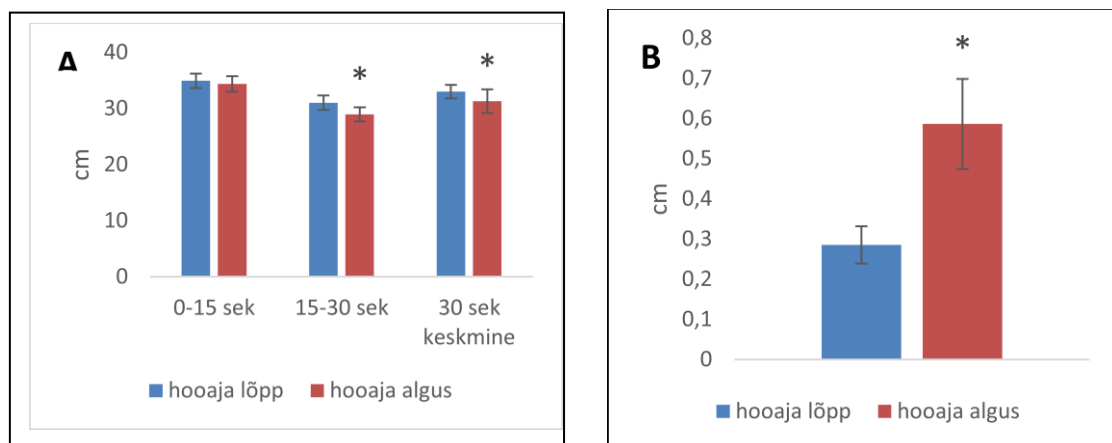 A
40
30
20
10
0
cm
*
*
0-15 sek
15-30 sek
30 sek
keskmine
hooaja lõpp
hooaja algus
B
0,8
0,7
0,6
0,5
0,4
0,3
0,2
0,1
0
cm
*
hooaja lõpp
hooaja algus